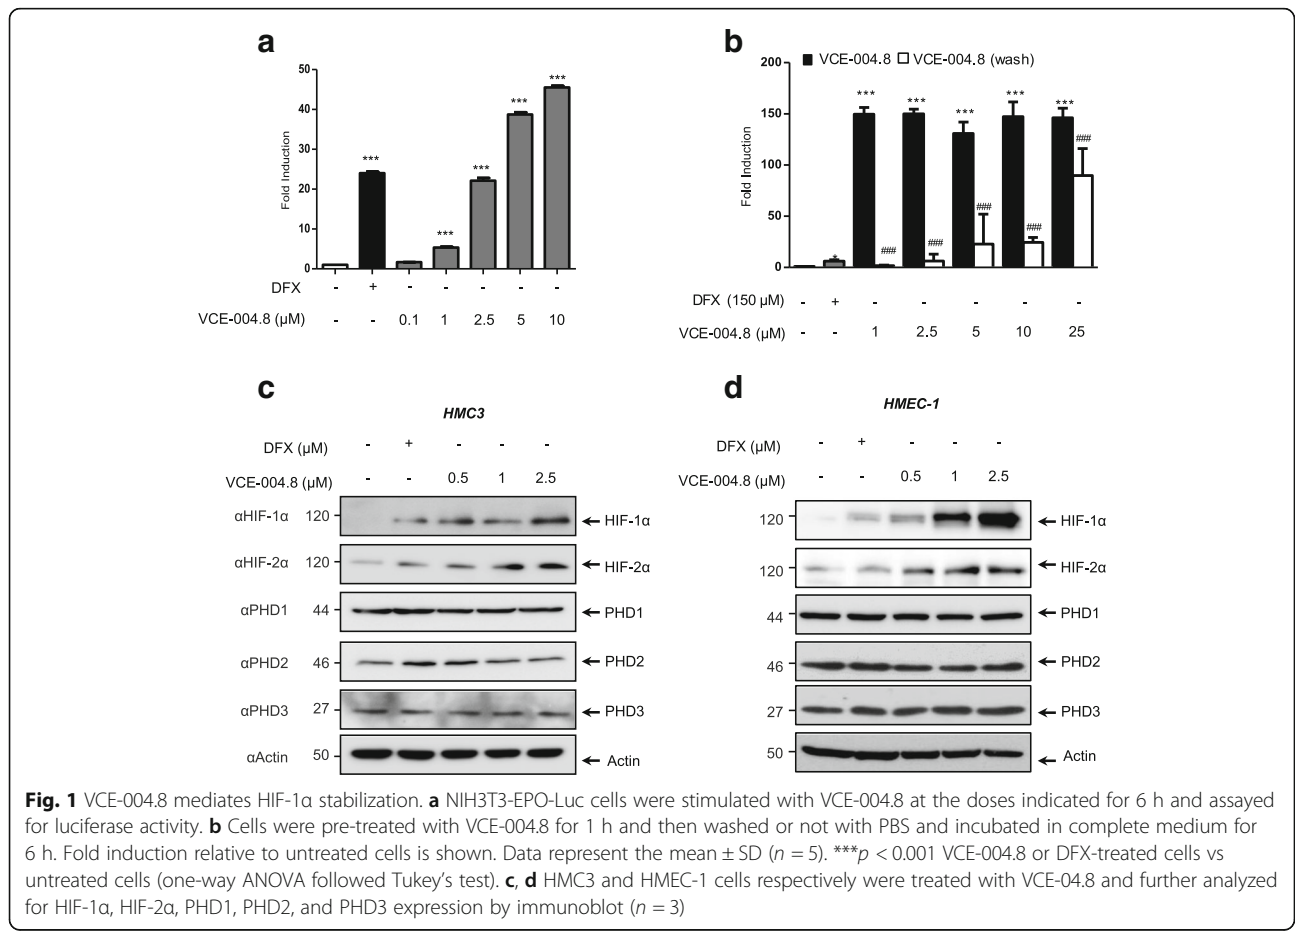 a
50
40
30
20
10
0
Fold Induction
*** *** *** *** ***
DFX - + - - - - -
VCE-004.8 (µM) - - 0.1 1 2.5 5 10
b
VCE-004.8 VCE-004.8 (wash)
200
150
100
50
0
Fold Induction
* *** ### *** ### *** ### *** ### *** ###
DFX (150 µM) - + - - - - -
VCE-004.8 (µM) - - 1 2.5 5 10 25
c
HMC3
DFX (µM) - + - - -
VCE-004.8 (µM) - - 0.5 1 2.5
αHIF-1α 120 HIF-1α
αHIF-2α 120 HIF-2α
αPHD1 44 PHD1
αPHD2 46 PHD2
αPHD3 27 PHD3
αActin 50 Actin
d
HMEC-1
DFX (µM) - + - - -
VCE-004.8 (µM) - - 0.5 1 2.5
120 HIF-1α
120 HIF-2α
44 PHD1
46 PHD2
27 PHD3
50 Actin
Fig. 1 VCE-004.8 mediates HIF-1α stabilization. a NIH3T3-EPO-Luc cells were stimulated with VCE-004.8 at the doses indicated for 6 h and assayed
for luciferase activity. b Cells were pre-treated with VCE-004.8 for 1 h and then washed or not with PBS and incubated in complete medium for
6 h. Fold induction relative to untreated cells is shown. Data represent the mean ± SD (n = 5). ***p < 0.001 VCE-004.8 or DFX-treated cells vs
untreated cells (one-way ANOVA followed Tukey's test). c, d HMC3 and HMEC-1 cells respectively were treated with VCE-04.8 and further analyzed
for HIF-1α, HIF-2α, PHD1, PHD2, and PHD3 expression by immunoblot (n = 3)